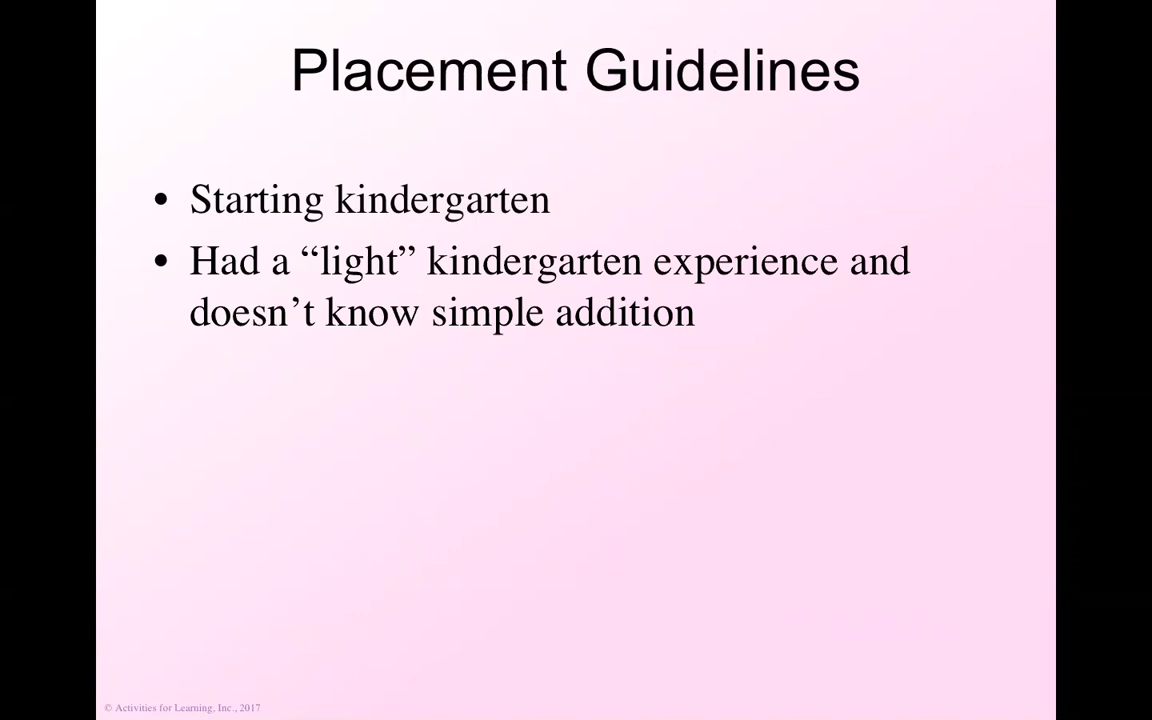 Placement Guidelines
• Starting kindergarten
• Had a “light” kindergarten experience and
doesn’t know simple addition
© Activities for Learning, Inc., 2017